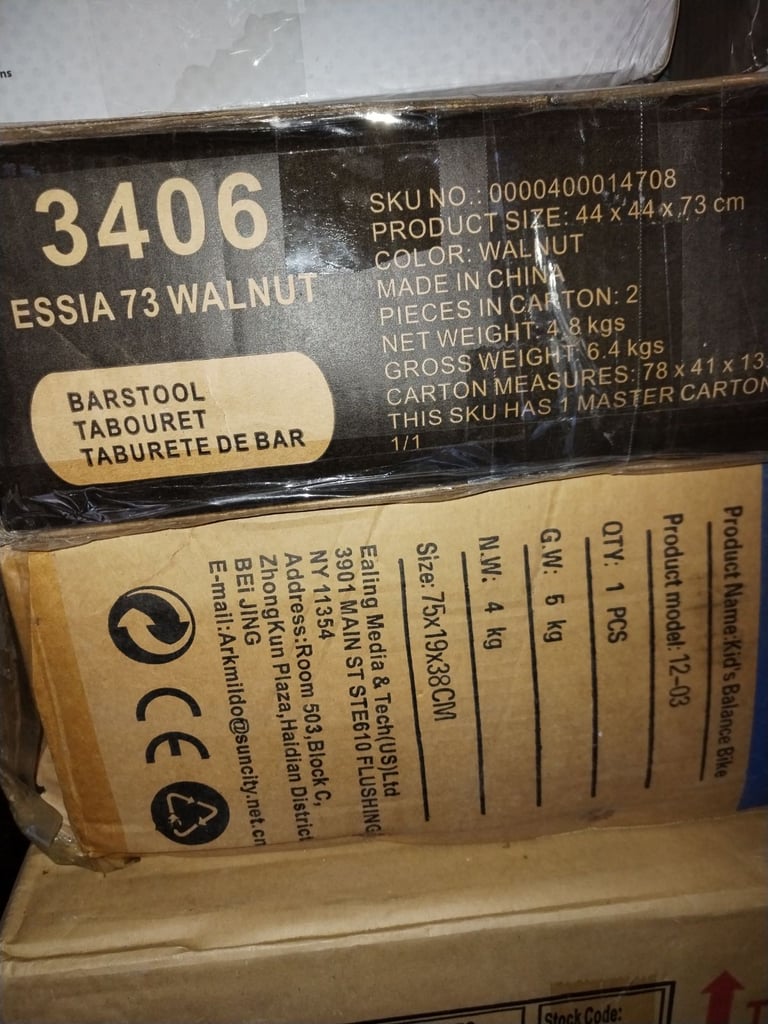 ns
3406
ESSIA 73 WALNUT
BARSTOOL
TABOURET
TABURETE DE BAR
SKU NO.: 0000400014708
PRODUCT SIZE: 44 x 44 x 73 cm
COLOR: WALNUT
MADE IN CHINA
PIECES IN CARTON: 2
NET WEIGHT: 4.8 kgs
GROSS WEIGHT: 6.4 kgs
CARTON MEASURES: 78 x 41 x 13
THIS SKU HAS 1 MASTER CARTON
1/1
Product Name:Kid's Balance Bike
Product model: 12-03
QTY: 1 PCS
G.W: 5 kg
N.W: 4 kg
Size: 75x19x38CM
Ealing Media & Tech(US)Ltd
3901 MAIN ST STE610 FLUSHING
NY 11354
Address:Room 503,Block C,
ZhongKun Plaza,Haidian District
BEi JING
E-mail:Arkmildo@suncity.net.cn
CE
Stock Code: